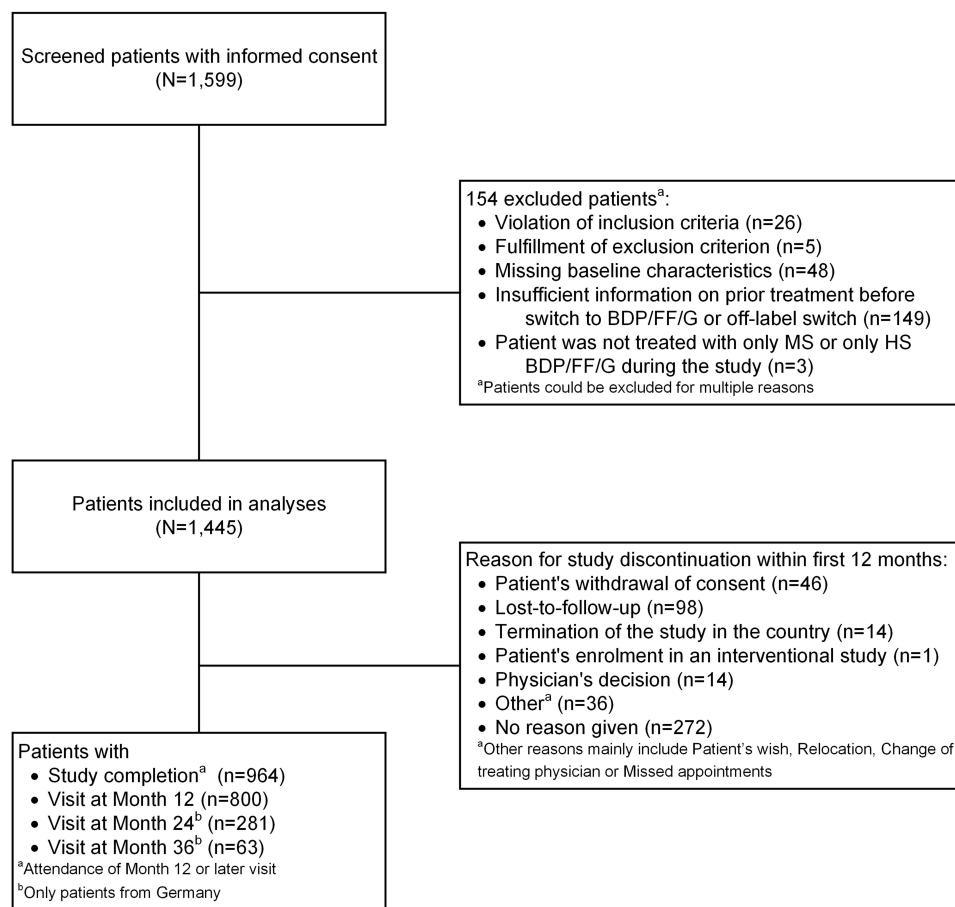 Screened patients with informed consent
(N=1,599)
154 excluded patientsᵃ:
• Violation of inclusion criteria (n=26)
• Fulfillment of exclusion criterion (n=5)
• Missing baseline characteristics (n=48)
• Insufficient information on prior treatment before
switch to BDP/FF/G or off-label switch (n=149)
• Patient was not treated with only MS or only HS
BDP/FF/G during the study (n=3)
ᵃPatients could be excluded for multiple reasons
Patients included in analyses
(N=1,445)
Reason for study discontinuation within first 12 months:
• Patient's withdrawal of consent (n=46)
• Lost-to-follow-up (n=98)
• Termination of the study in the country (n=14)
• Patient's enrolment in an interventional study (n=1)
• Physician's decision (n=14)
• Otherᵃ (n=36)
• No reason given (n=272)
ᵃOther reasons mainly include Patient’s wish, Relocation, Change of
treating physician or Missed appointments
Patients with
• Study completionᵃ (n=964)
• Visit at Month 12 (n=800)
• Visit at Month 24ᵇ (n=281)
• Visit at Month 36ᵇ (n=63)
ᵃAttendance of Month 12 or later visit
ᵇOnly patients from Germany